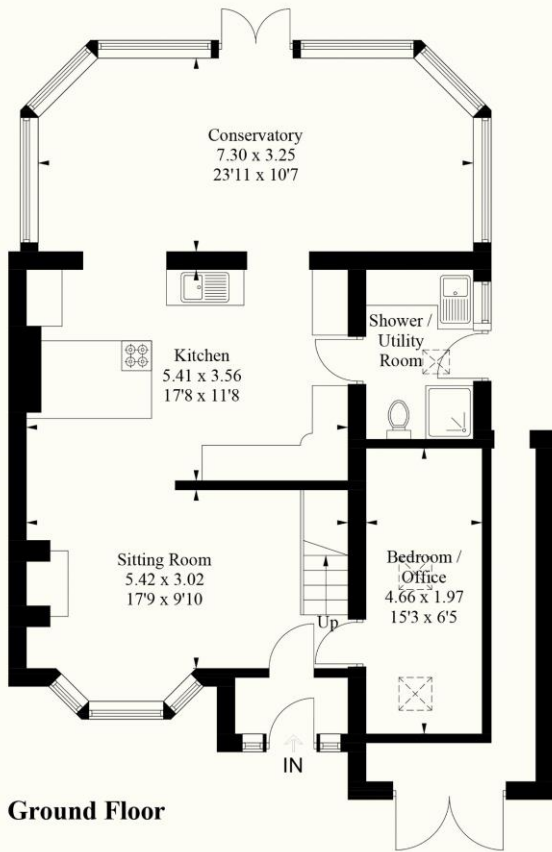 Conservatory
7.30 x 3.25
23'11 x 10'7
Kitchen
5.41 x 3.56
17'8 x 11'8
Shower /
Utility
Room
Sitting Room
5.42 x 3.02
17'9 x 9'10
Up
Bedroom /
Office
4.66 x 1.97
15'3 x 6'5
IN
Ground Floor